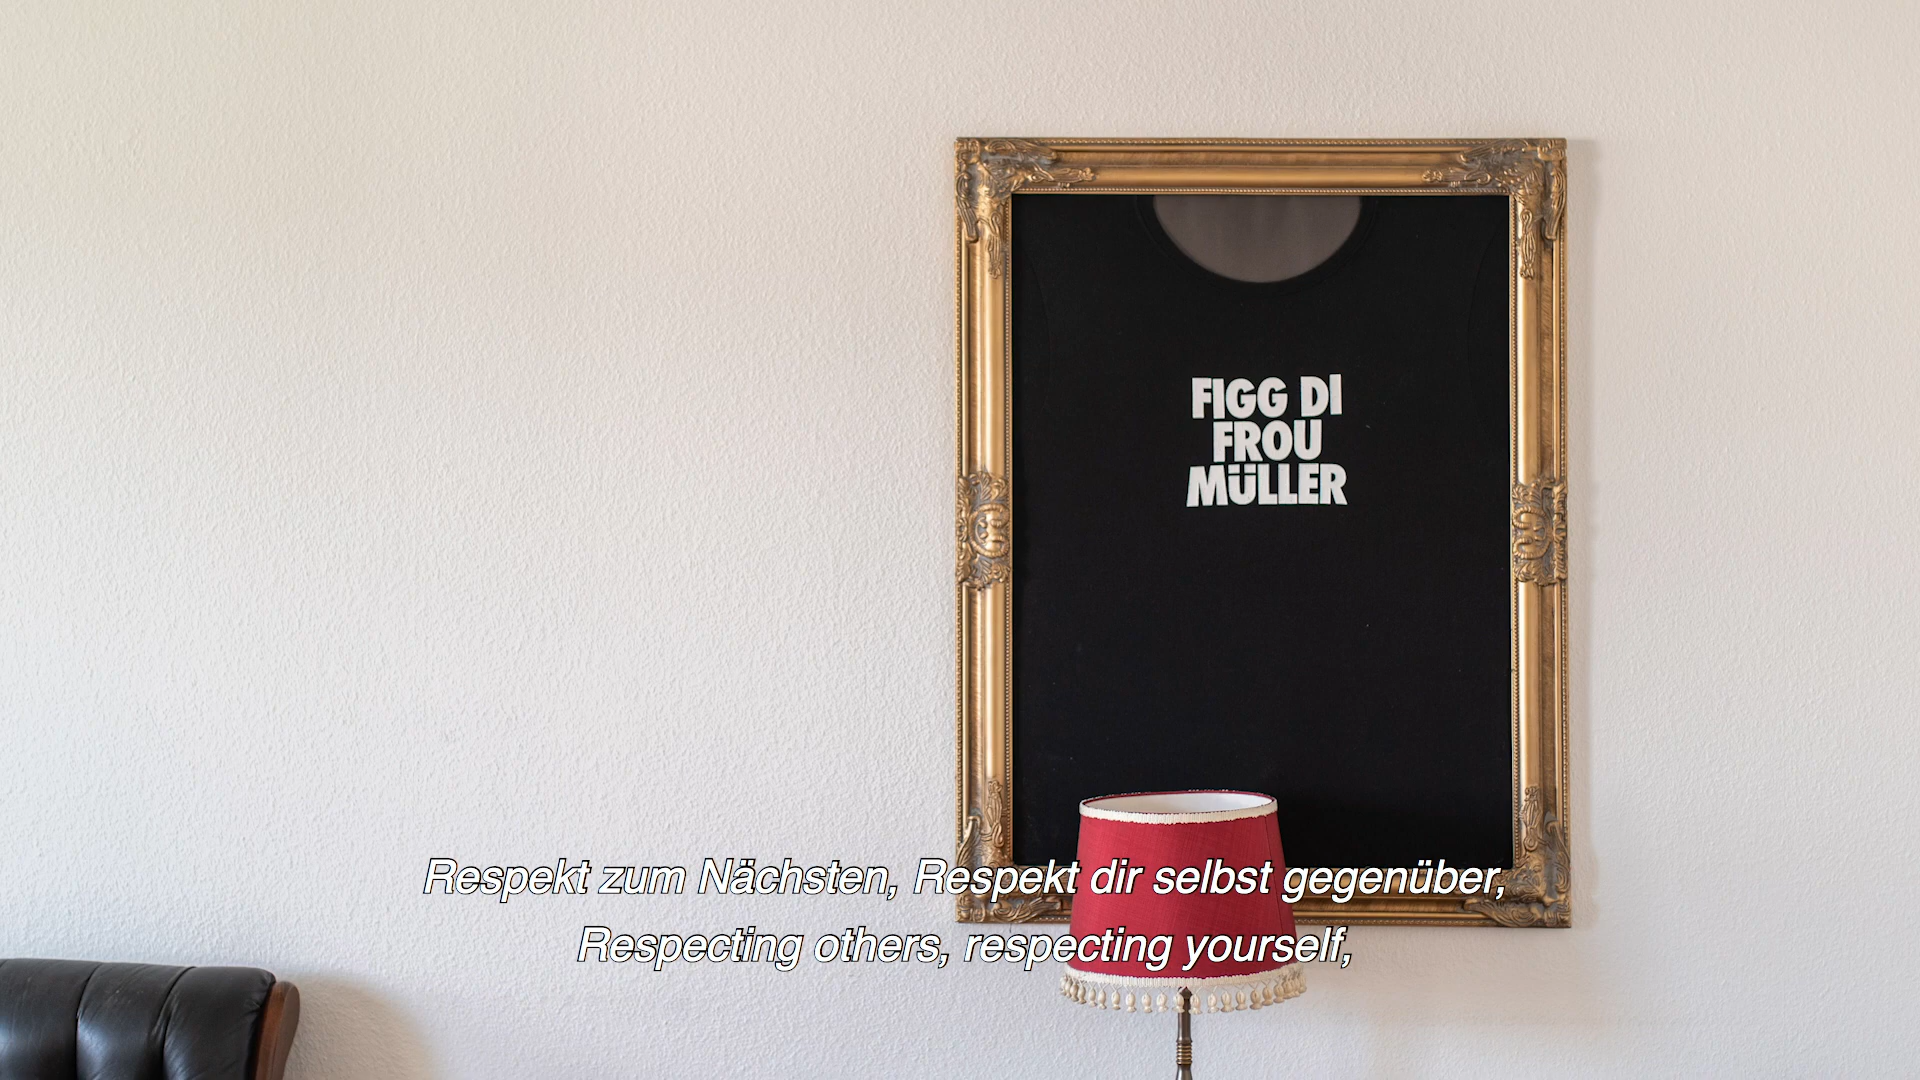 FIGG DI
FROU
MÜLLER
Respekt zum Nächsten, Respekt dir selbst gegenüber,
Respecting others, respecting yourself,